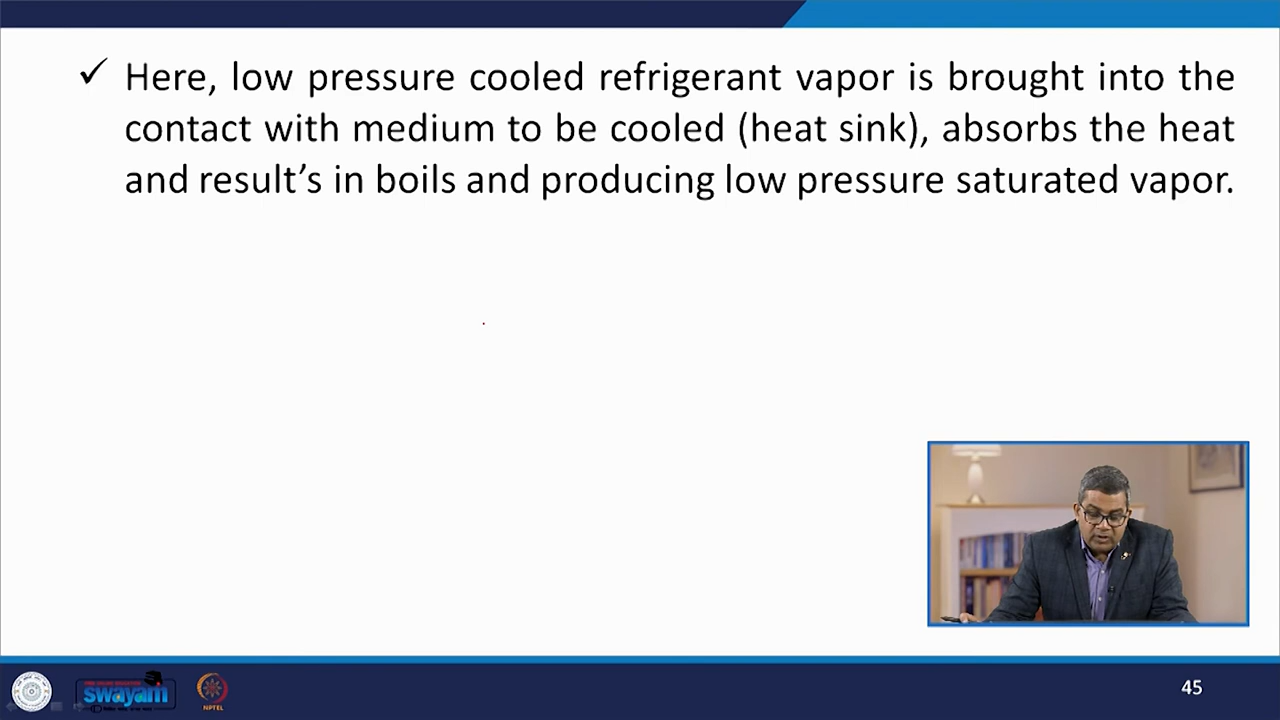 ✓ Here, low pressure cooled refrigerant vapor is brought into the
contact with medium to be cooled (heat sink), absorbs the heat
and result’s in boils and producing low pressure saturated vapor.
swayam
NPTEL
45